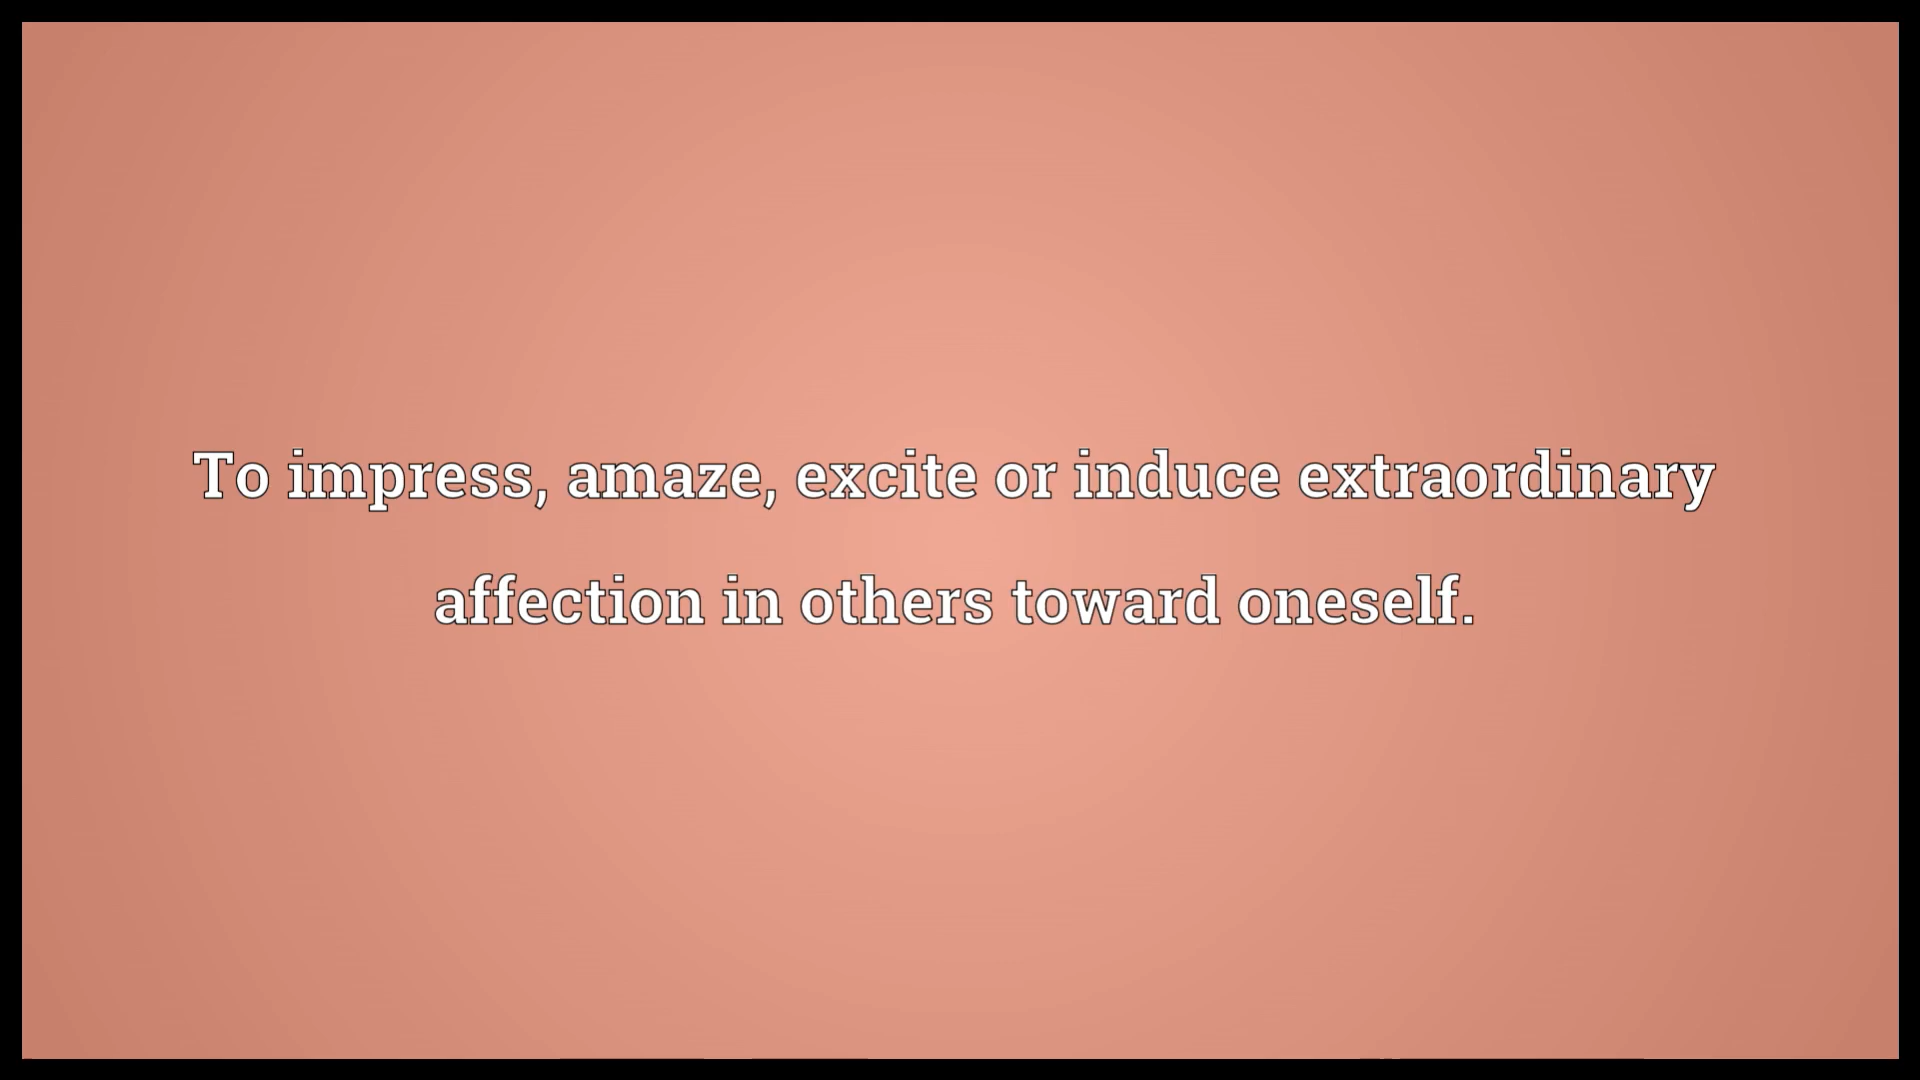 To impress, amaze, excite or induce extraordinary
affection in others toward oneself.